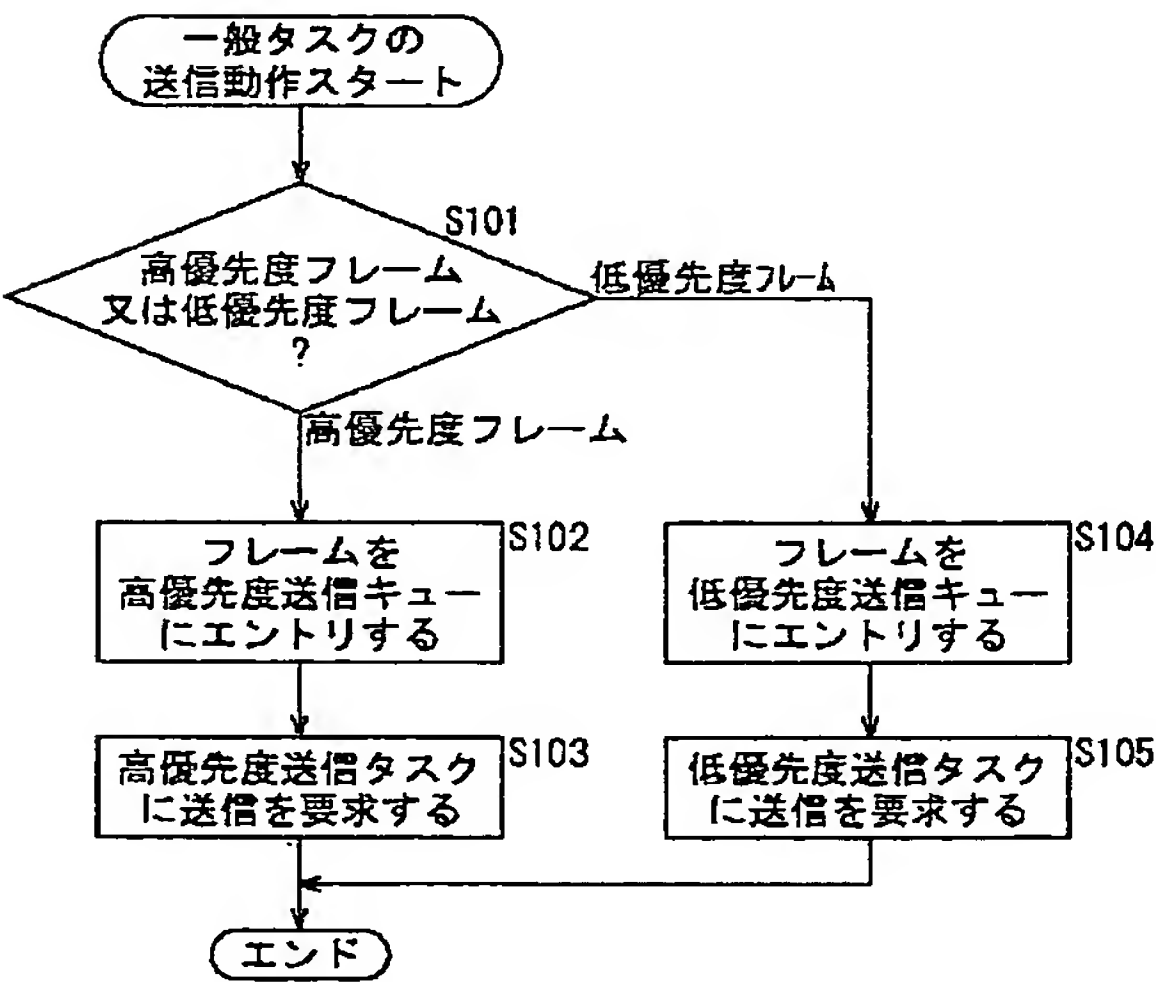 一般タスクの
送信動作スタート
S101
高優先度フレーム
又は低優先度フレーム
?
低優先度フレーム
高優先度フレーム
フレームを
高優先度送信キュー
にエントリする
S102
フレームを
低優先度送信キュー
にエントリする
S104
高優先度送信タスク
に送信を要求する
S103
低優先度送信タスク
に送信を要求する
S105
エンド